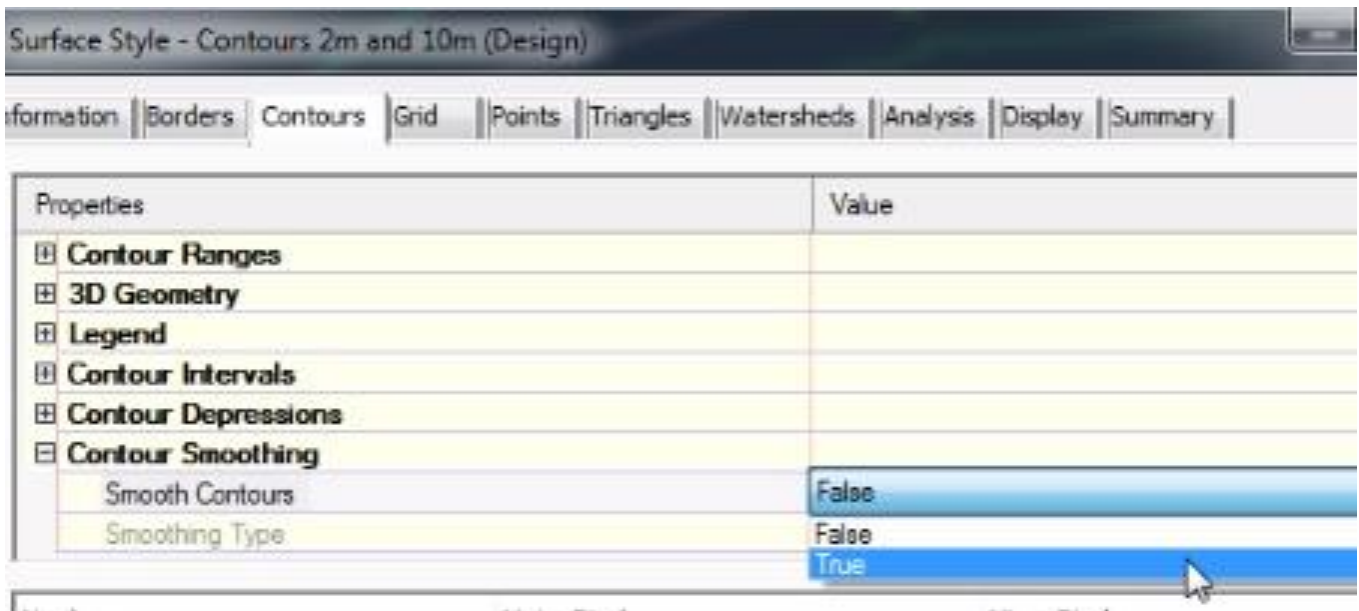 Surface Style - Contours 2m and 10m (Design)
formation Borders Contours Grid Points Triangles Watersheds Analysis Display Summary
Properties Value
Contour Ranges
3D Geometry
Legend
Contour Intervals
Contour Depressions
Contour Smoothing
Smooth Contours False
Smoothing Type False
True